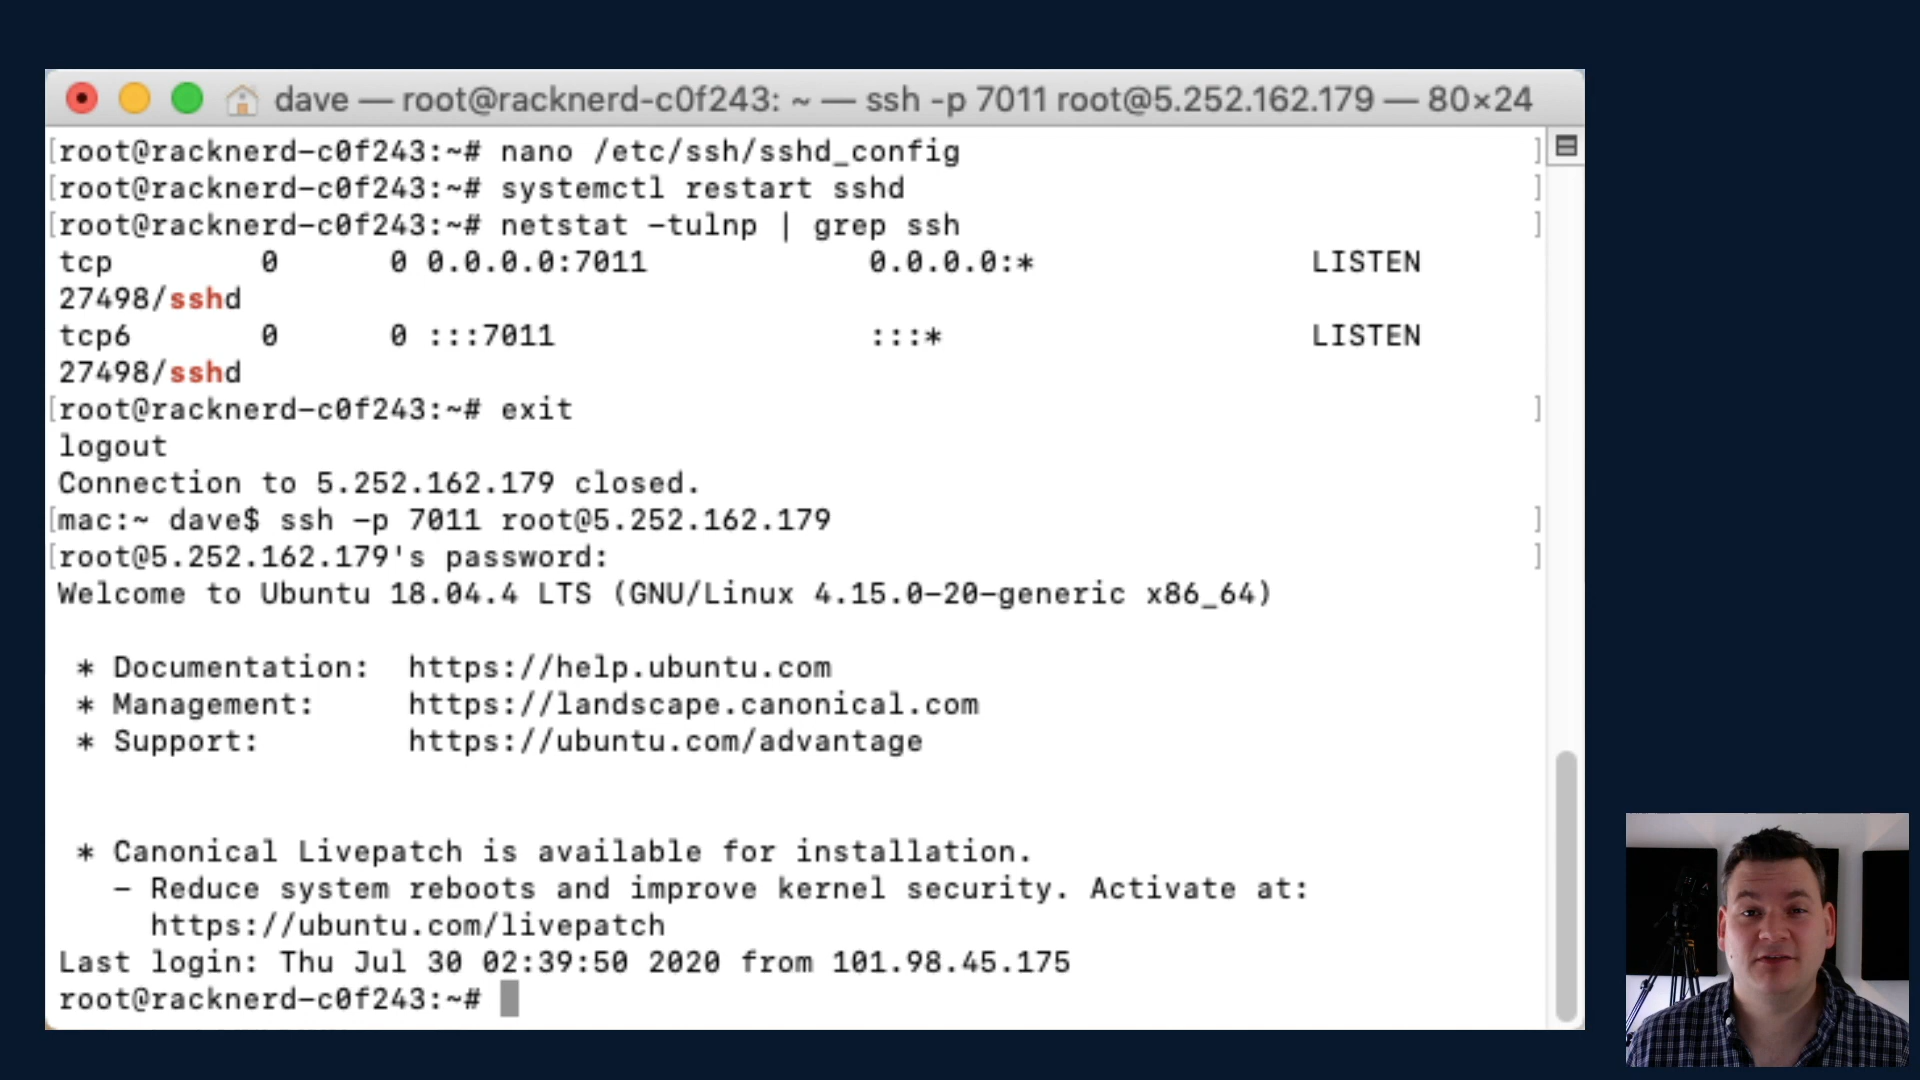 dave — root@racknerd-c0f243: ~ — ssh -p 7011 root@5.252.162.179 — 80×24
[root@racknerd-c0f243:~# nano /etc/ssh/sshd_config ]
[root@racknerd-c0f243:~# systemctl restart sshd ]
[root@racknerd-c0f243:~# netstat -tulnp | grep ssh ]
tcp        0      0 0.0.0.0:7011            0.0.0.0:*               LISTEN
27498/sshd
tcp6       0      0 :::7011                 :::*                    LISTEN
27498/sshd
[root@racknerd-c0f243:~# exit ]
logout
Connection to 5.252.162.179 closed.
[mac:~ dave$ ssh -p 7011 root@5.252.162.179 ]
[root@5.252.162.179's password: ]
Welcome to Ubuntu 18.04.4 LTS (GNU/Linux 4.15.0-20-generic x86_64)
* Documentation:  https://help.ubuntu.com
* Management:     https://landscape.canonical.com
* Support:        https://ubuntu.com/advantage
* Canonical Livepatch is available for installation.
- Reduce system reboots and improve kernel security. Activate at:
https://ubuntu.com/livepatch
Last login: Thu Jul 30 02:39:50 2020 from 101.98.45.175
root@racknerd-c0f243:~#